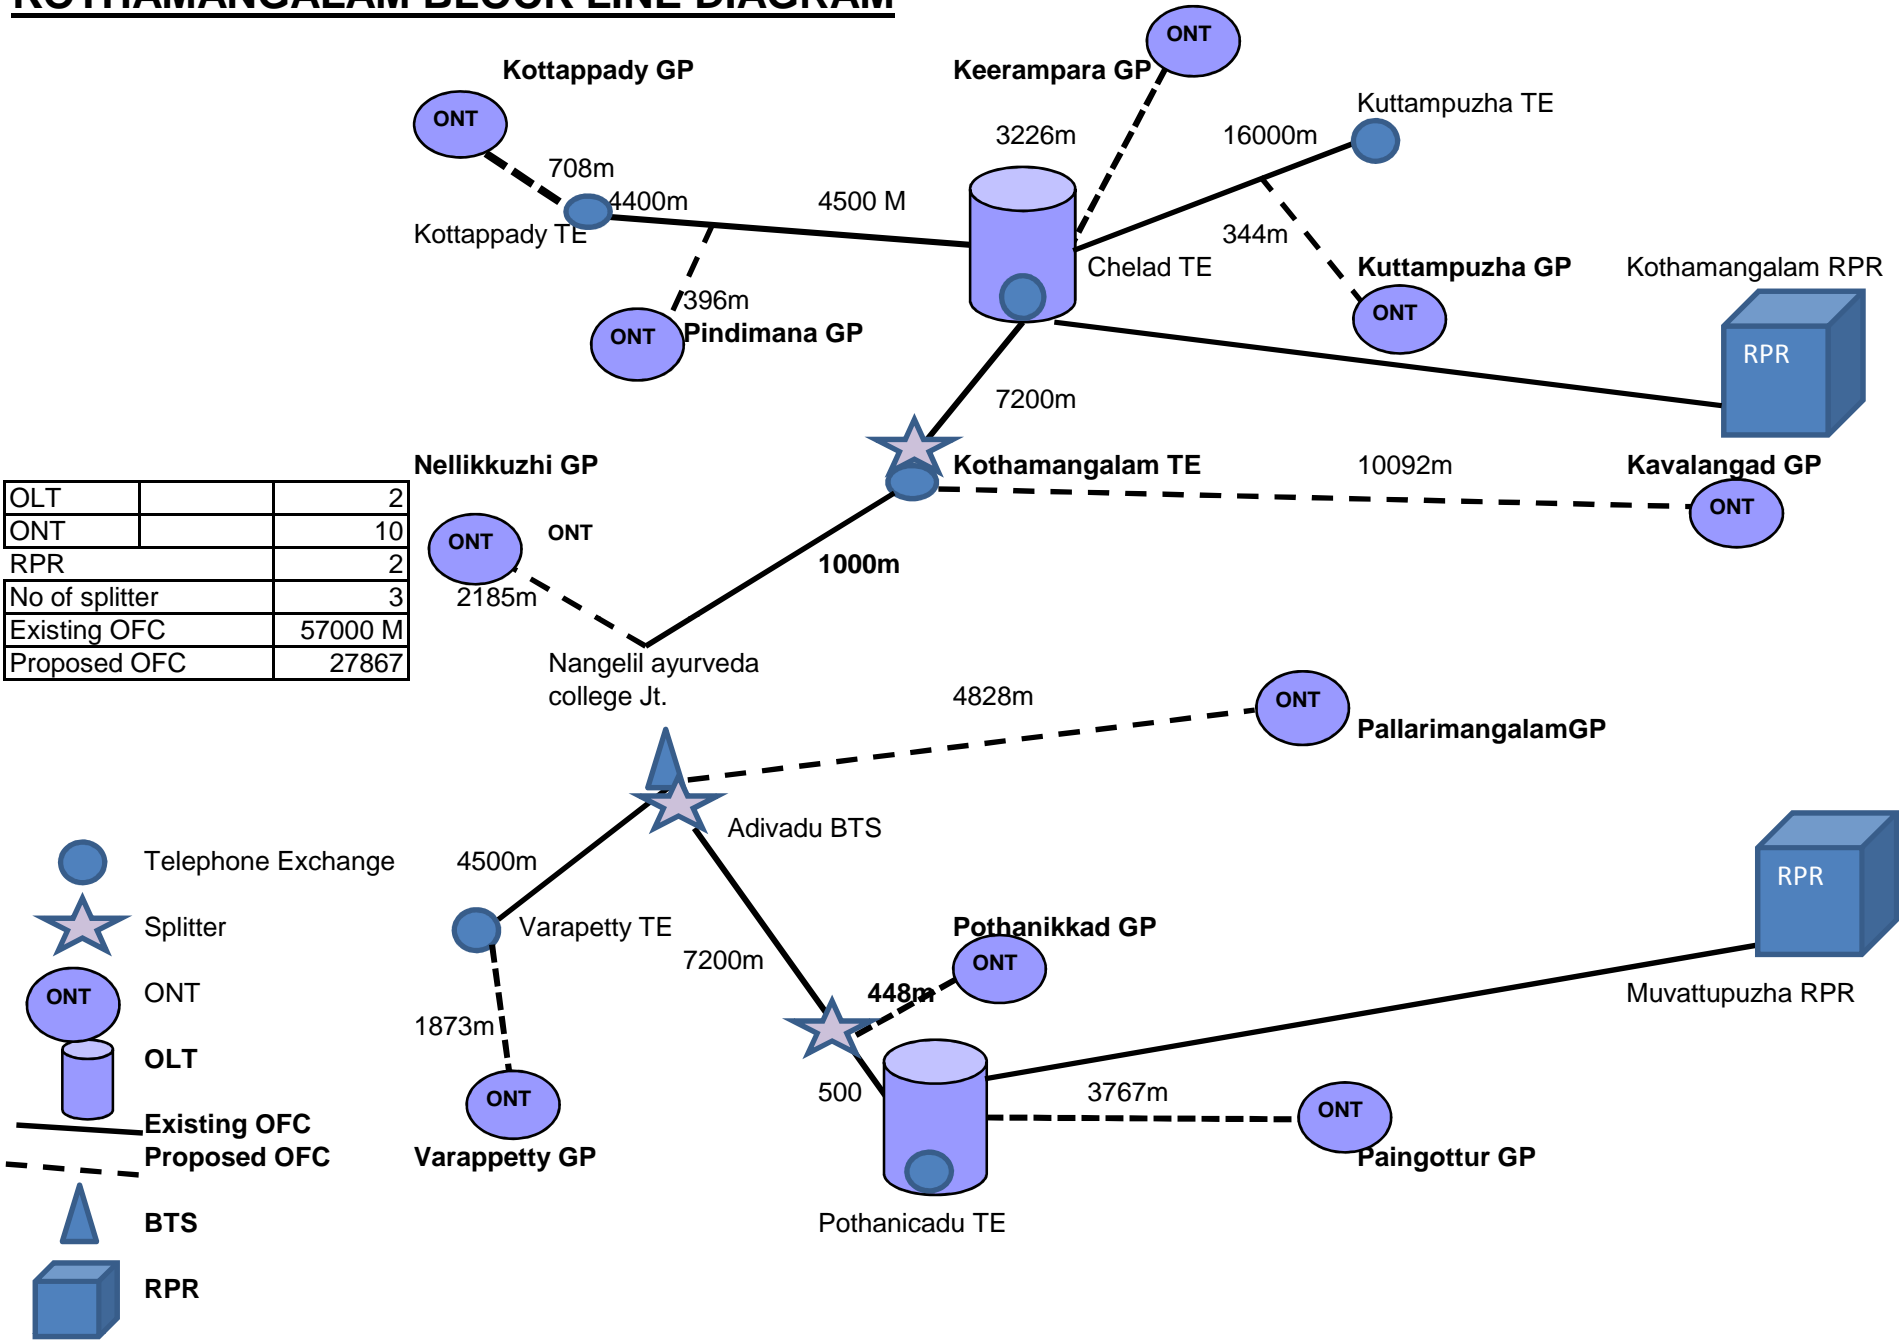 KOTHAMANGALAM BLOCK LINE DIAGRAM
ONT
Kottappady GP
Keerampara GP
ONT
Kuttampuzha TE
3226m
16000m
708m
4400m
4500 M
Kottappady TE
344m
Chelad TE
Kuttampuzha GP
Kothamangalam RPR
396m
ONT
Pindimana GP
ONT
RPR
7200m
Nellikkuzhi GP
Kothamangalam TE
10092m
Kavalangad GP
OLT 2
ONT 10
RPR 2
No of splitter 3
Existing OFC 57000 M
Proposed OFC 27867
ONT
ONT
ONT
1000m
2185m
Nangelil ayurveda
college Jt.
4828m
ONT
PallarimangalamGP
Adivadu BTS
Telephone Exchange
4500m
RPR
Splitter
Varapetty TE
Pothanikkad GP
7200m
ONT
ONT
ONT
448m
Muvattupuzha RPR
1873m
OLT
500
3767m
ONT
ONT
Existing OFC
Proposed OFC
Varappetty GP
Paingottur GP
BTS
Pothanicadu TE
RPR